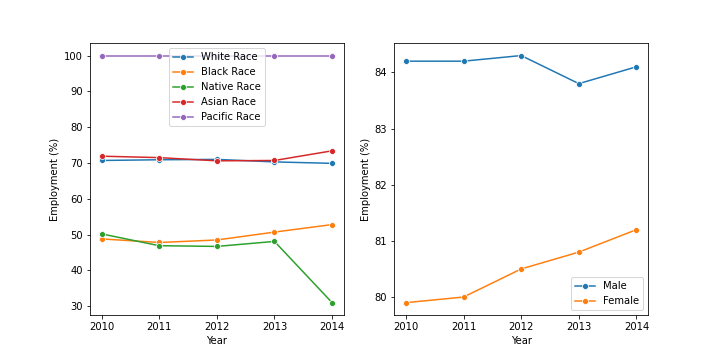 100
90
80
70
60
50
40
30
Employment (%)
2010 2011 2012 2013 2014
Year
White Race
Black Race
Native Race
Asian Race
Pacific Race
84
83
82
81
80
Employment (%)
2010 2011 2012 2013 2014
Year
Male
Female